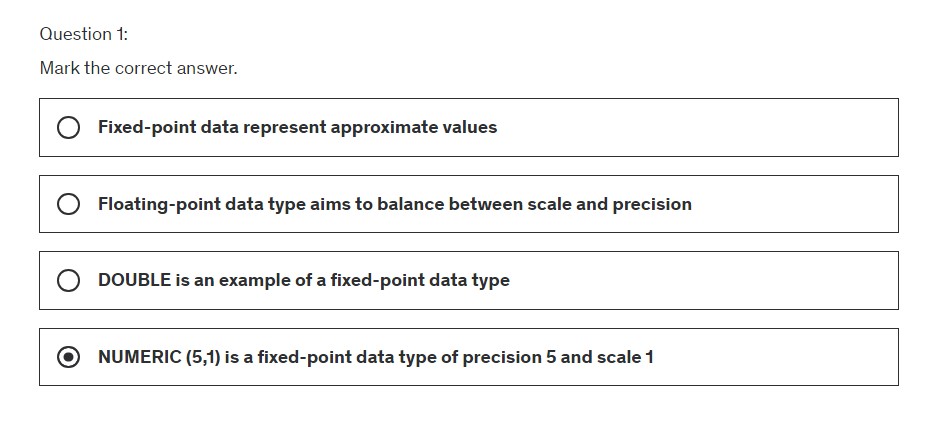 Question 1:
Mark the correct answer.
Fixed-point data represent approximate values
Floating-point data type aims to balance between scale and precision
DOUBLE is an example of a fixed-point data type
NUMERIC (5,1) is a fixed-point data type of precision 5 and scale 1